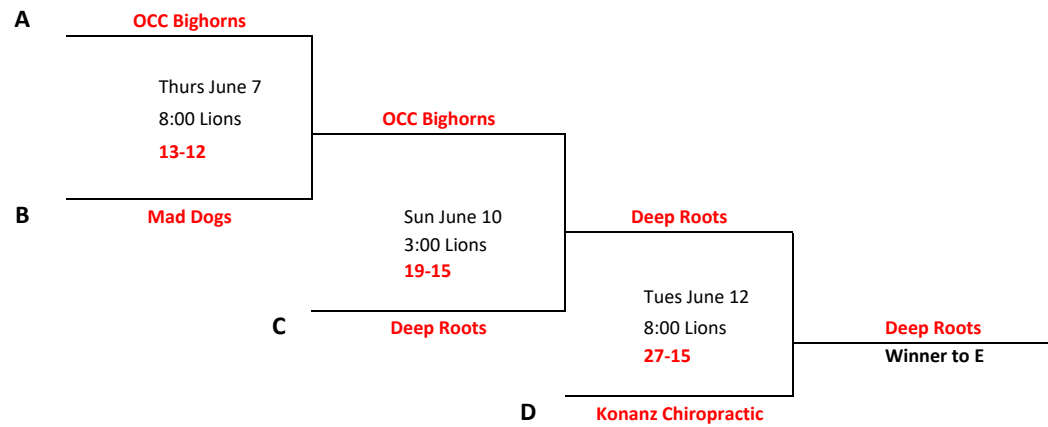 A
OCC Bighorns
Thurs June 7
8:00 Lions
13-12
B
Mad Dogs
OCC Bighorns
Sun June 10
3:00 Lions
19-15
C
Deep Roots
Deep Roots
Tues June 12
8:00 Lions
27-15
D
Konanz Chiropractic
Deep Roots
Winner to E